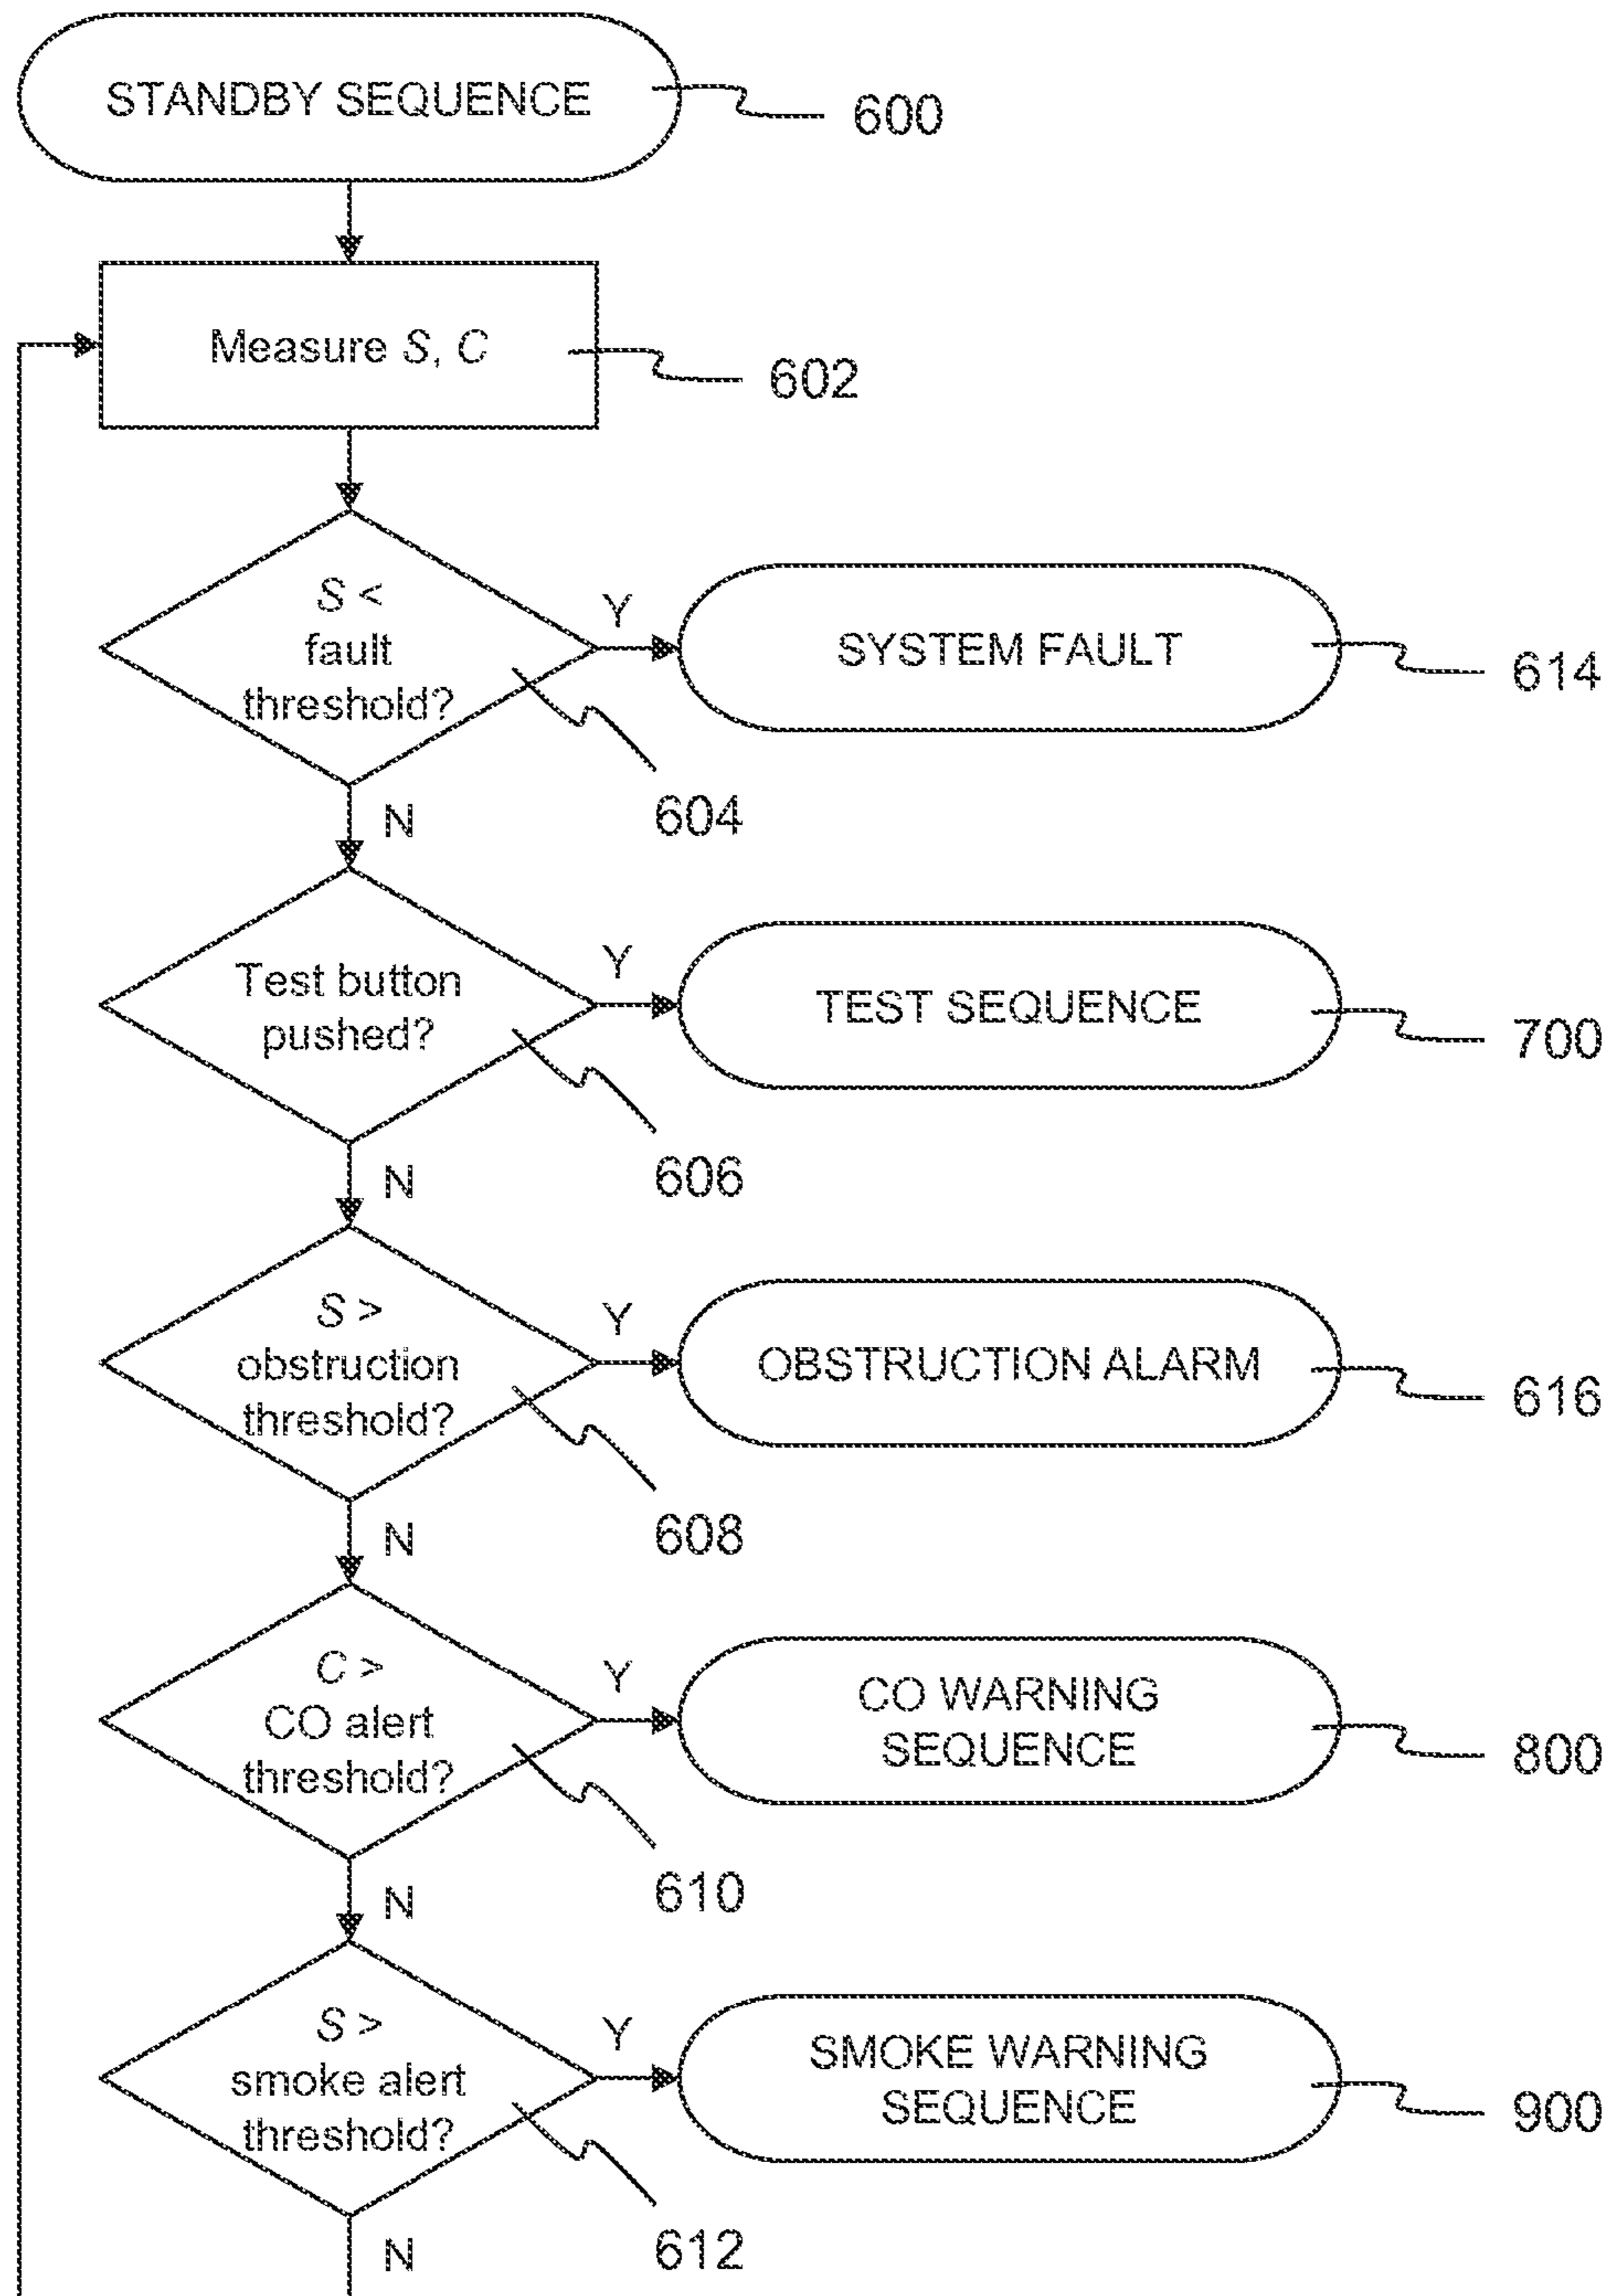 STANDBY SEQUENCE
600
Measure S, C
602
S <
fault
threshold?
Y
SYSTEM FAULT
614
604
N
Test button
pushed?
Y
TEST SEQUENCE
700
606
N
S >
obstruction
threshold?
Y
OBSTRUCTION ALARM
616
608
N
C >
CO alert
threshold?
Y
CO WARNING
SEQUENCE
800
610
N
S >
smoke alert
threshold?
Y
SMOKE WARNING
SEQUENCE
900
612
N